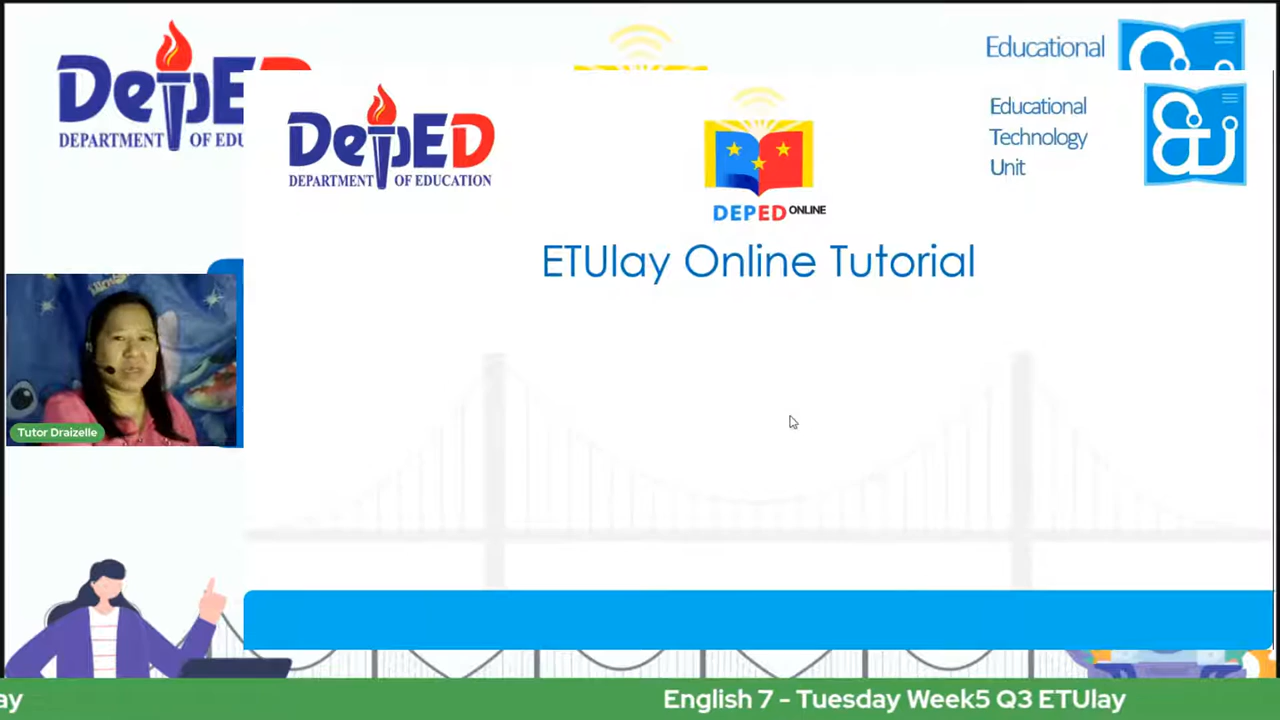 DepED
DEPARTMENT OF EDU
Educational
DepED
DEPARTMENT OF EDUCATION
DEPED ONLINE
Educational
Technology
Unit
ETUlay Online Tutorial
Tutor Draizelle
ay
English 7 - Tuesday Week5 Q3 ETUlay